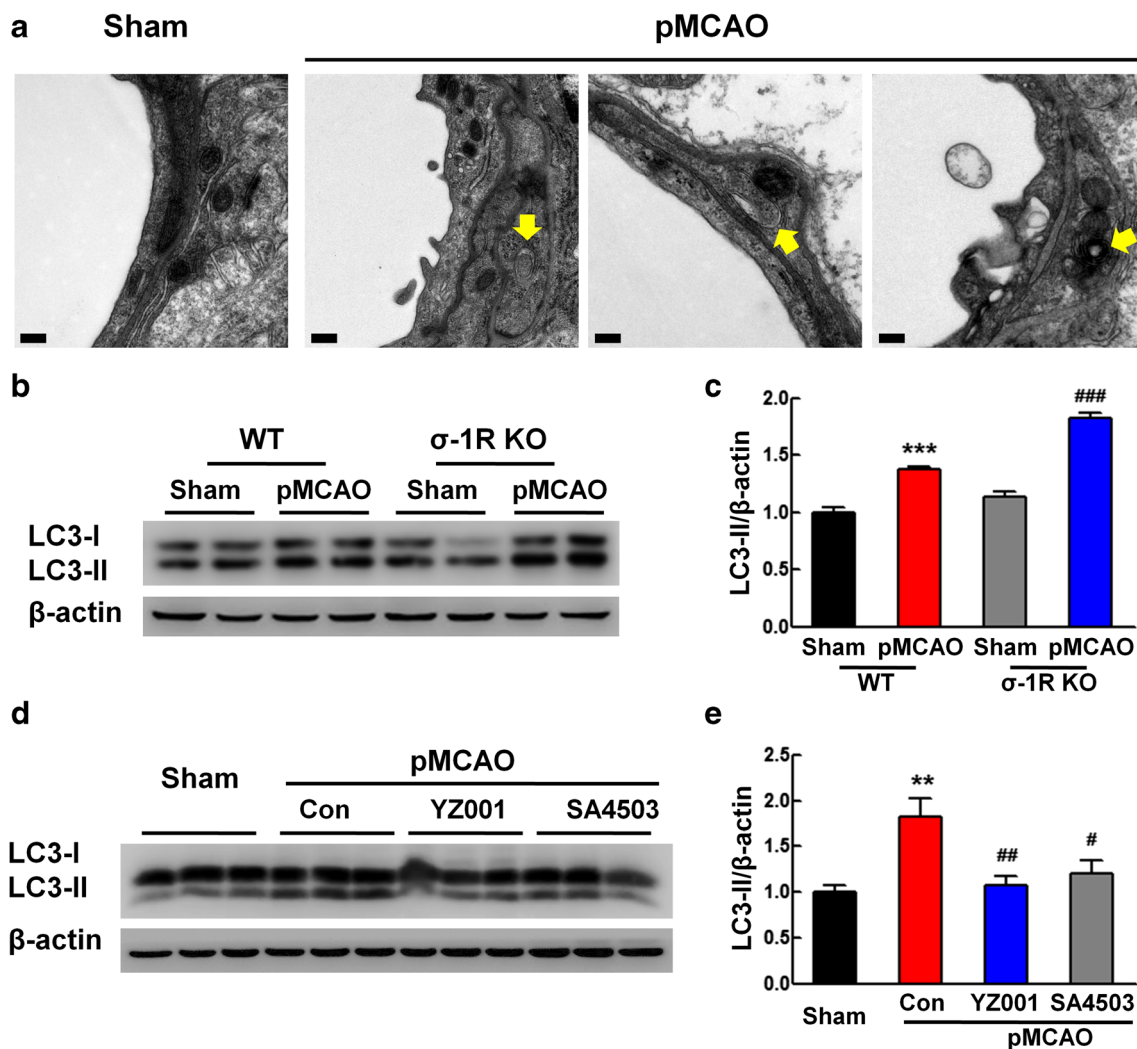 a Sham pMCAO
b
WT σ-1R KO
Sham pMCAO Sham pMCAO
LC3-I
LC3-II
β-actin
c
LC3-II/β-actin
2.0
1.5
1.0
0.5
0.0
***
###
Sham pMCAO Sham pMCAO
WT σ-1R KO
d
Sham pMCAO
Con YZ001 SA4503
LC3-I
LC3-II
β-actin
e
LC3-II/β-actin
2.5
2.0
1.5
1.0
0.5
0.0
**
##
#
Sham Con YZ001 SA4503
pMCAO